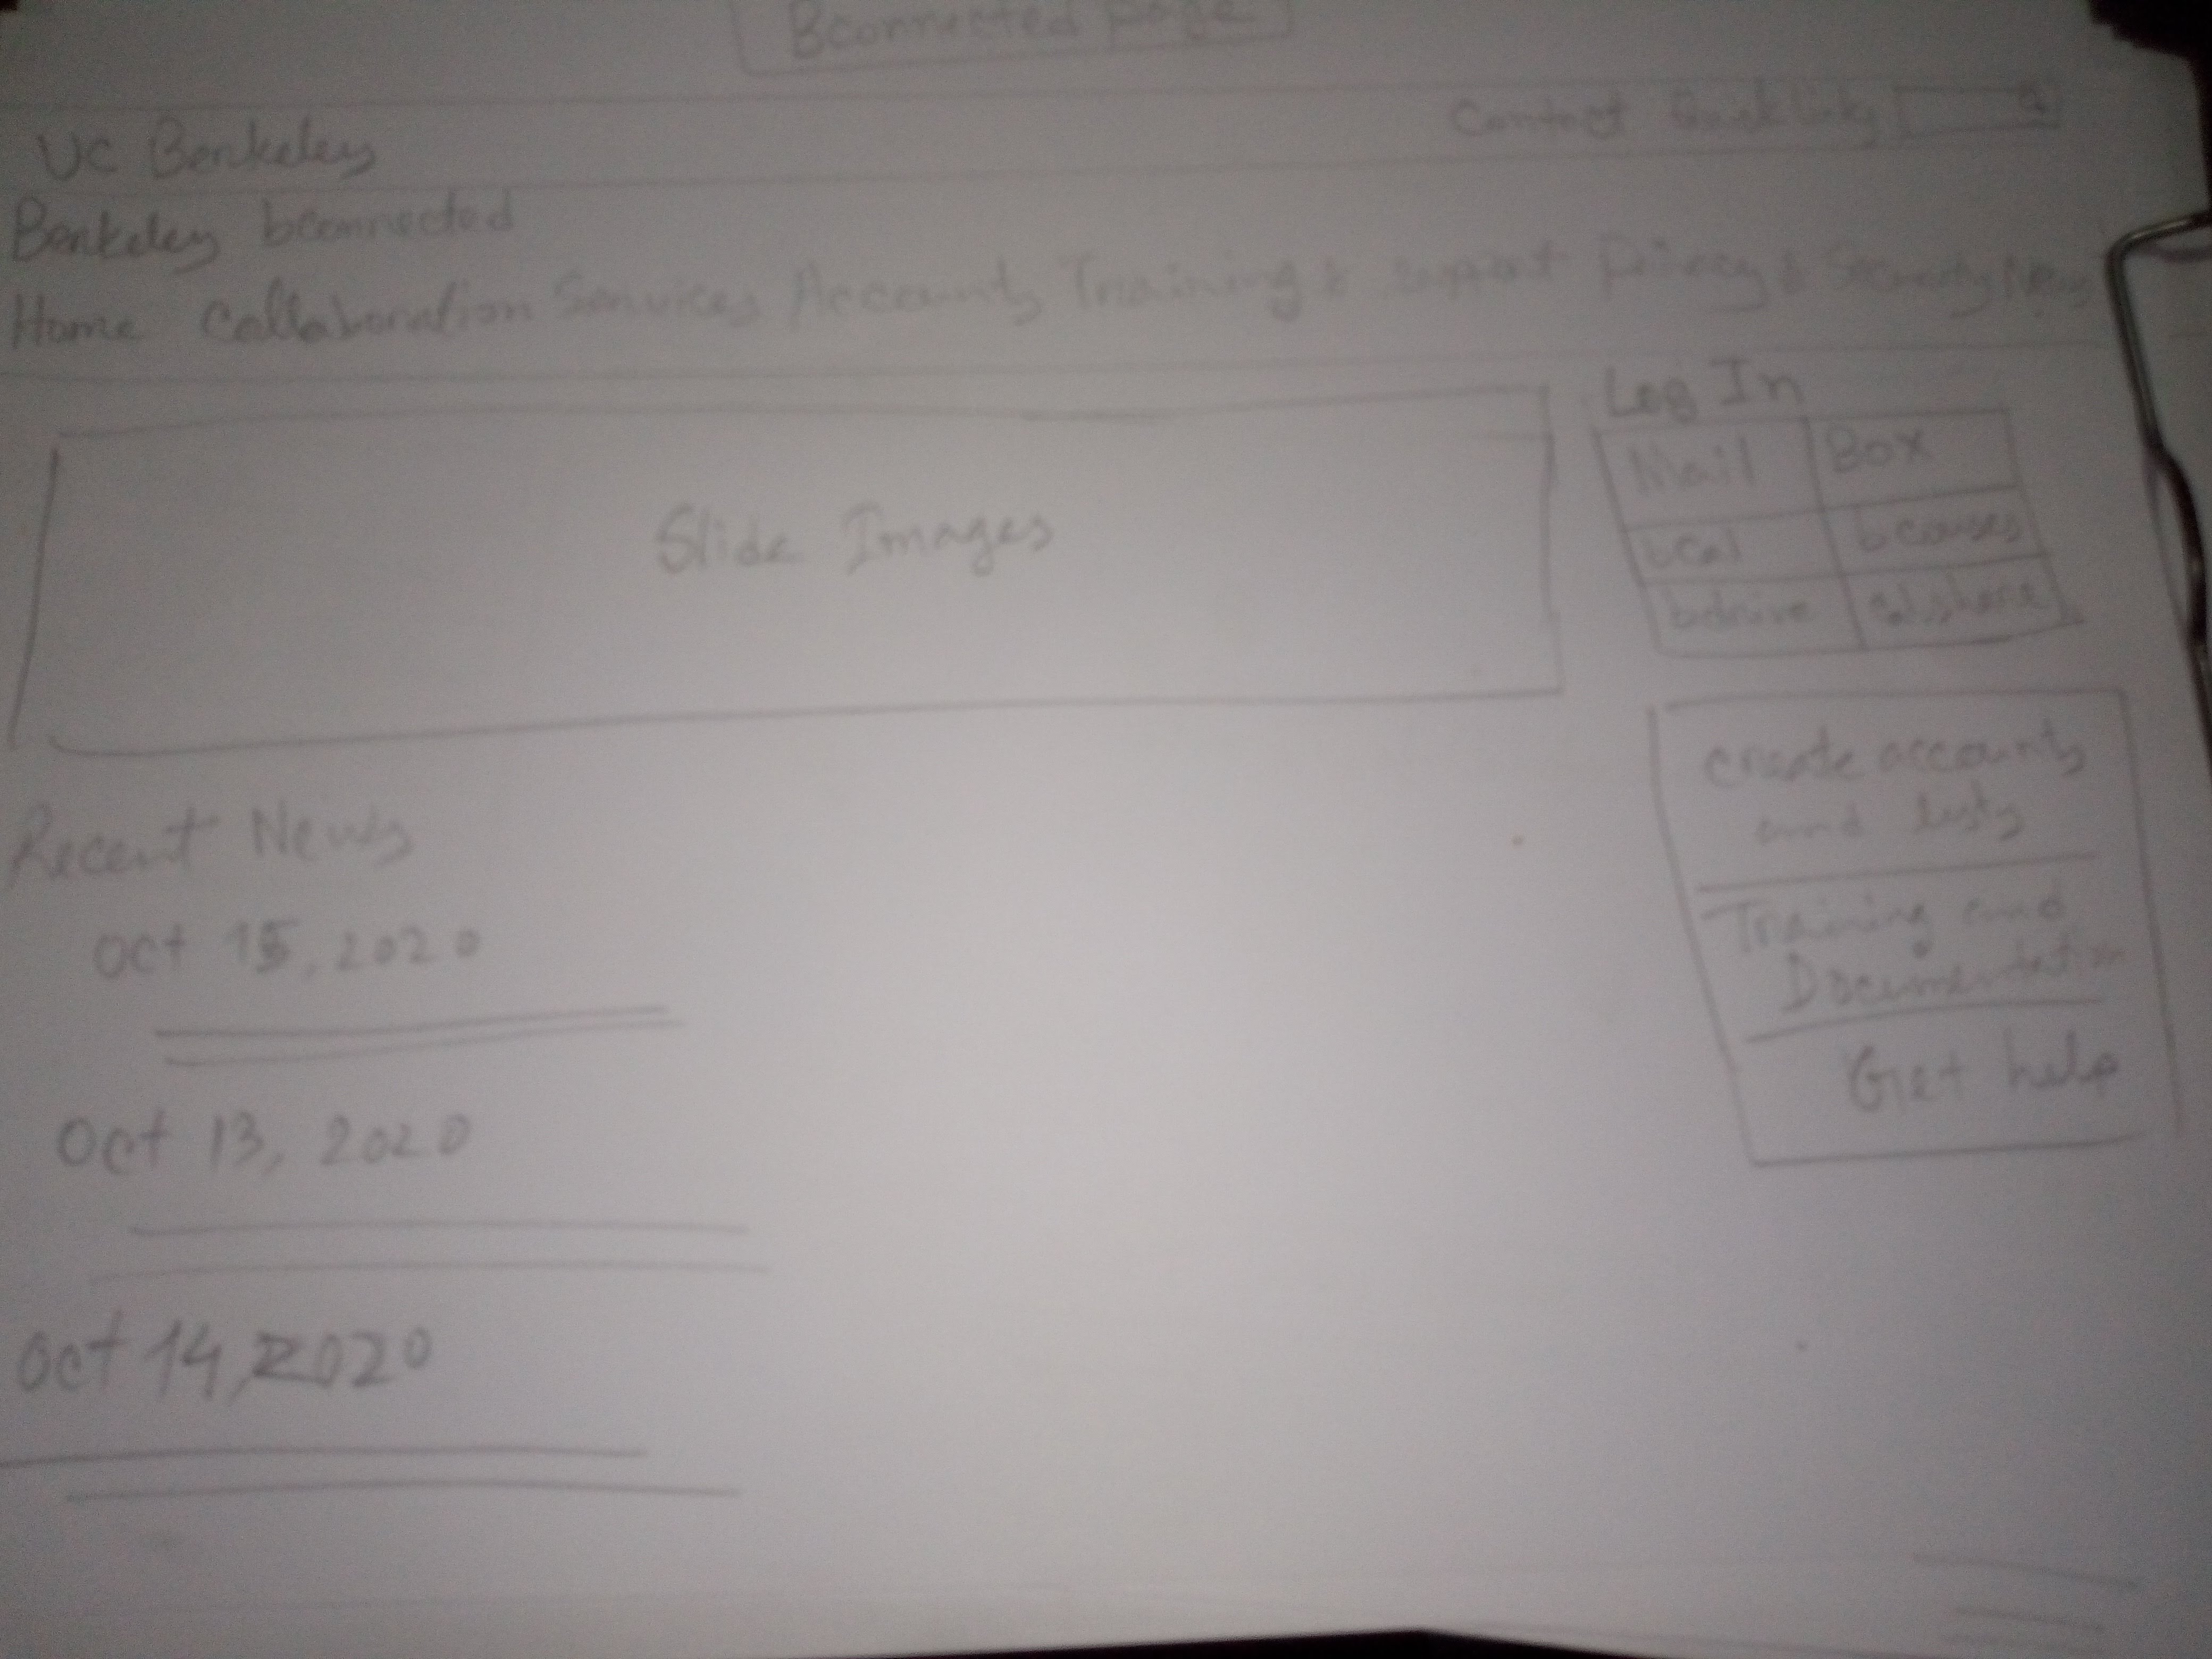 Bconnected page
UC Berkeley
Contact Quick links
Berkeley bconnected
Home Collaboration Services Accounts Training & support Privacy & Security News
Slide Images
Log In
Mail Box
bcal bcouses
bdrive calshare
Recent News
Oct 15, 2020
Oct 13, 2020
Oct 14, 2020
create accounts
and lists
Training and
Documentation
Get help